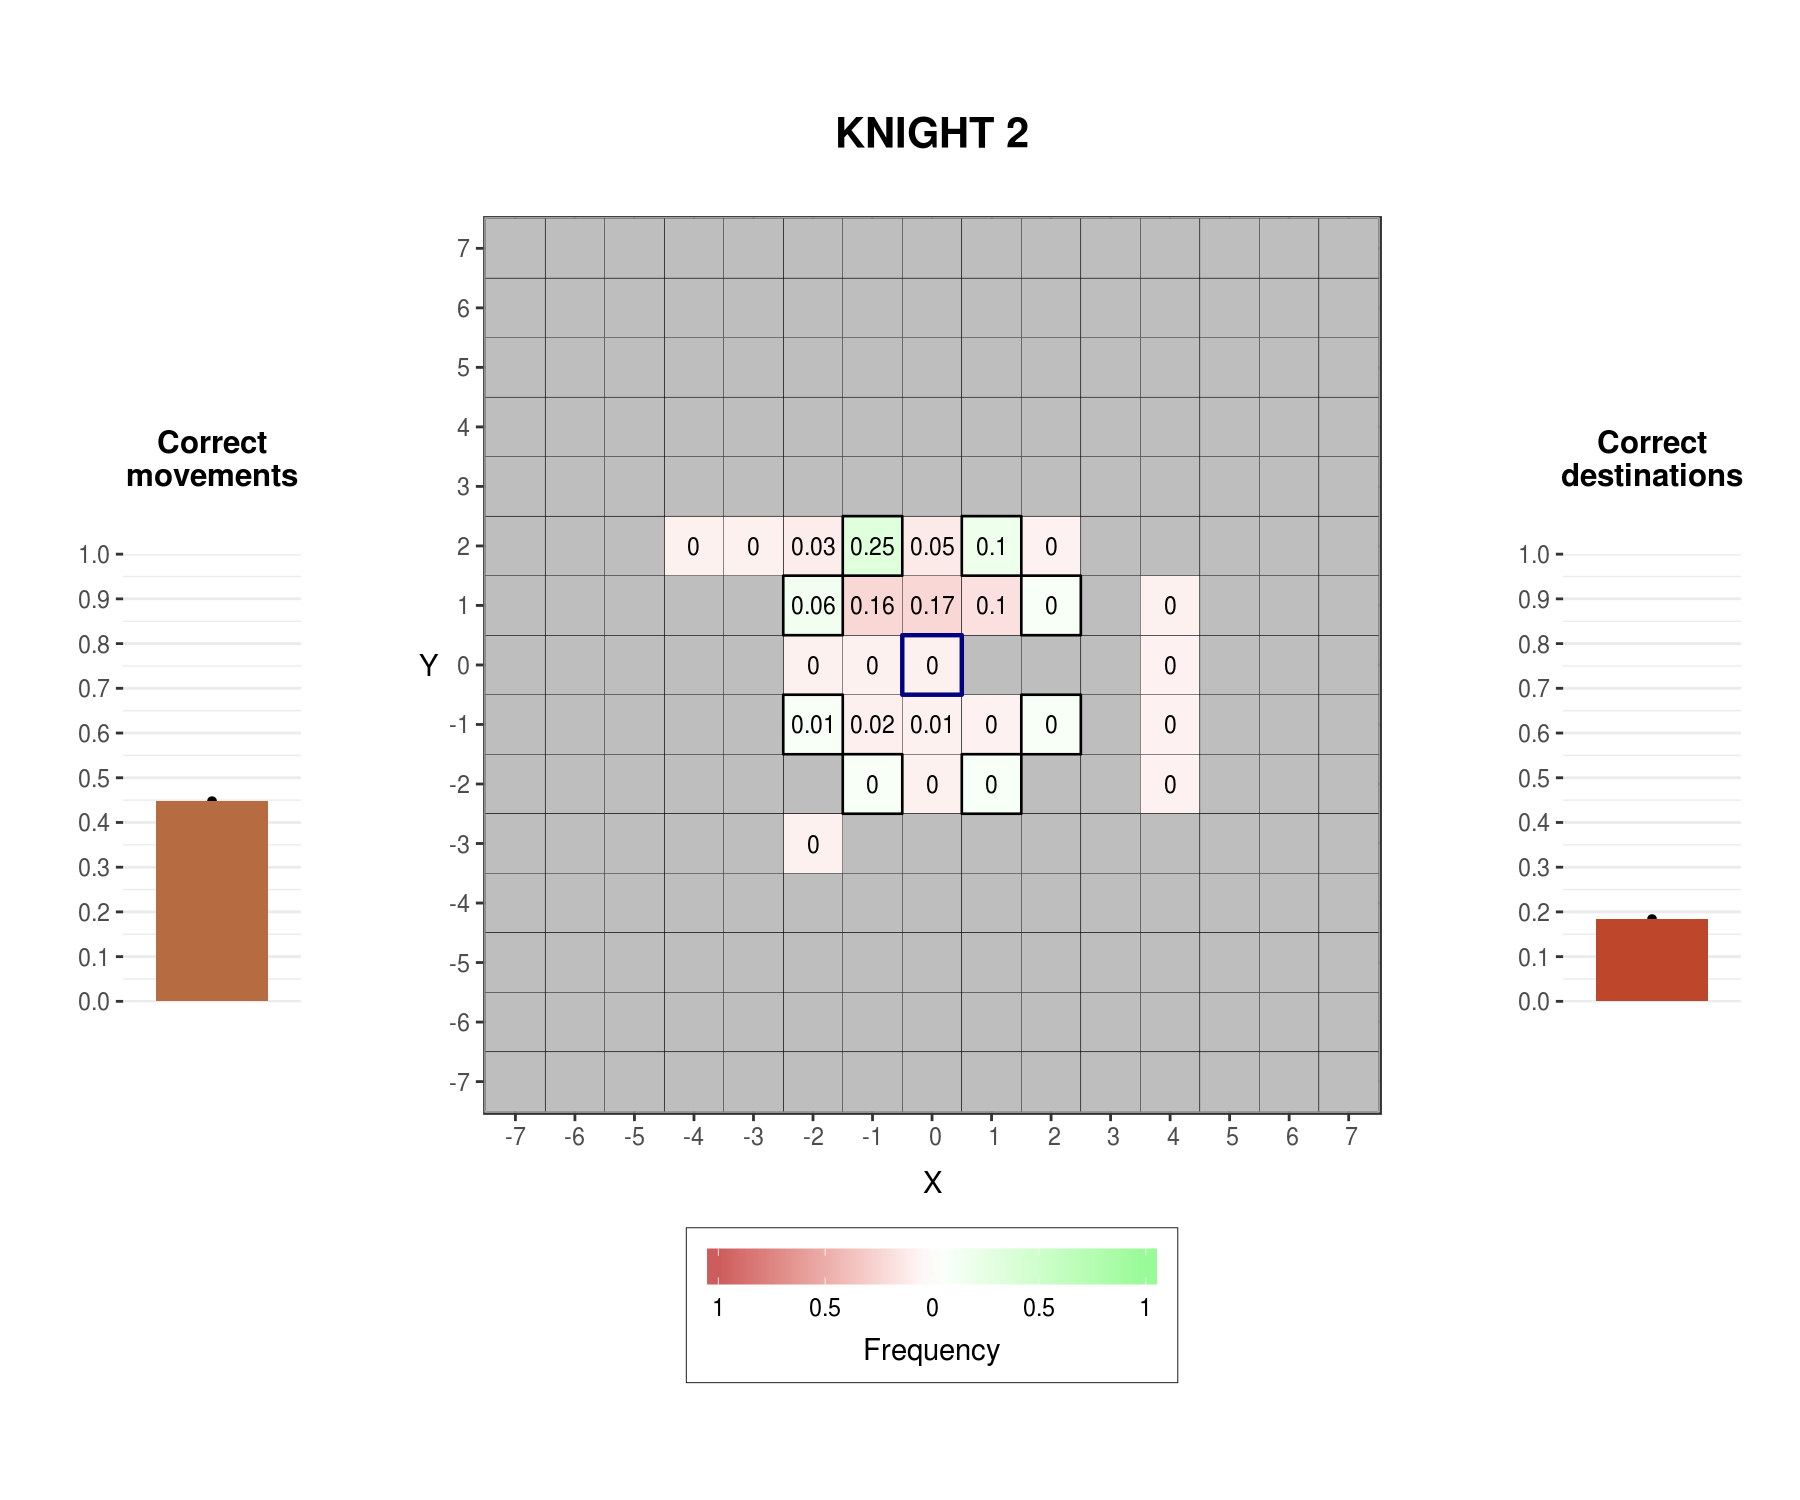 KNIGHT 2
Correct
movements
1.0
0.9
0.8
0.7
0.6
0.5
0.4
0.3
0.2
0.1
0.0
Y
7
6
5
4
3
2
1
0
-1
-2
-3
-4
-5
-6
-7
0 0 0.03 0.25 0.05 0.1 0
0.06 0.16 0.17 0.1 0 0
0 0 0 0
0.01 0.02 0.01 0 0 0
0 0 0 0
0
-7 -6 -5 -4 -3 -2 -1 0 1 2 3 4 5 6 7
X
1 0.5 0 0.5 1
Frequency
Correct
destinations
1.0
0.9
0.8
0.7
0.6
0.5
0.4
0.3
0.2
0.1
0.0